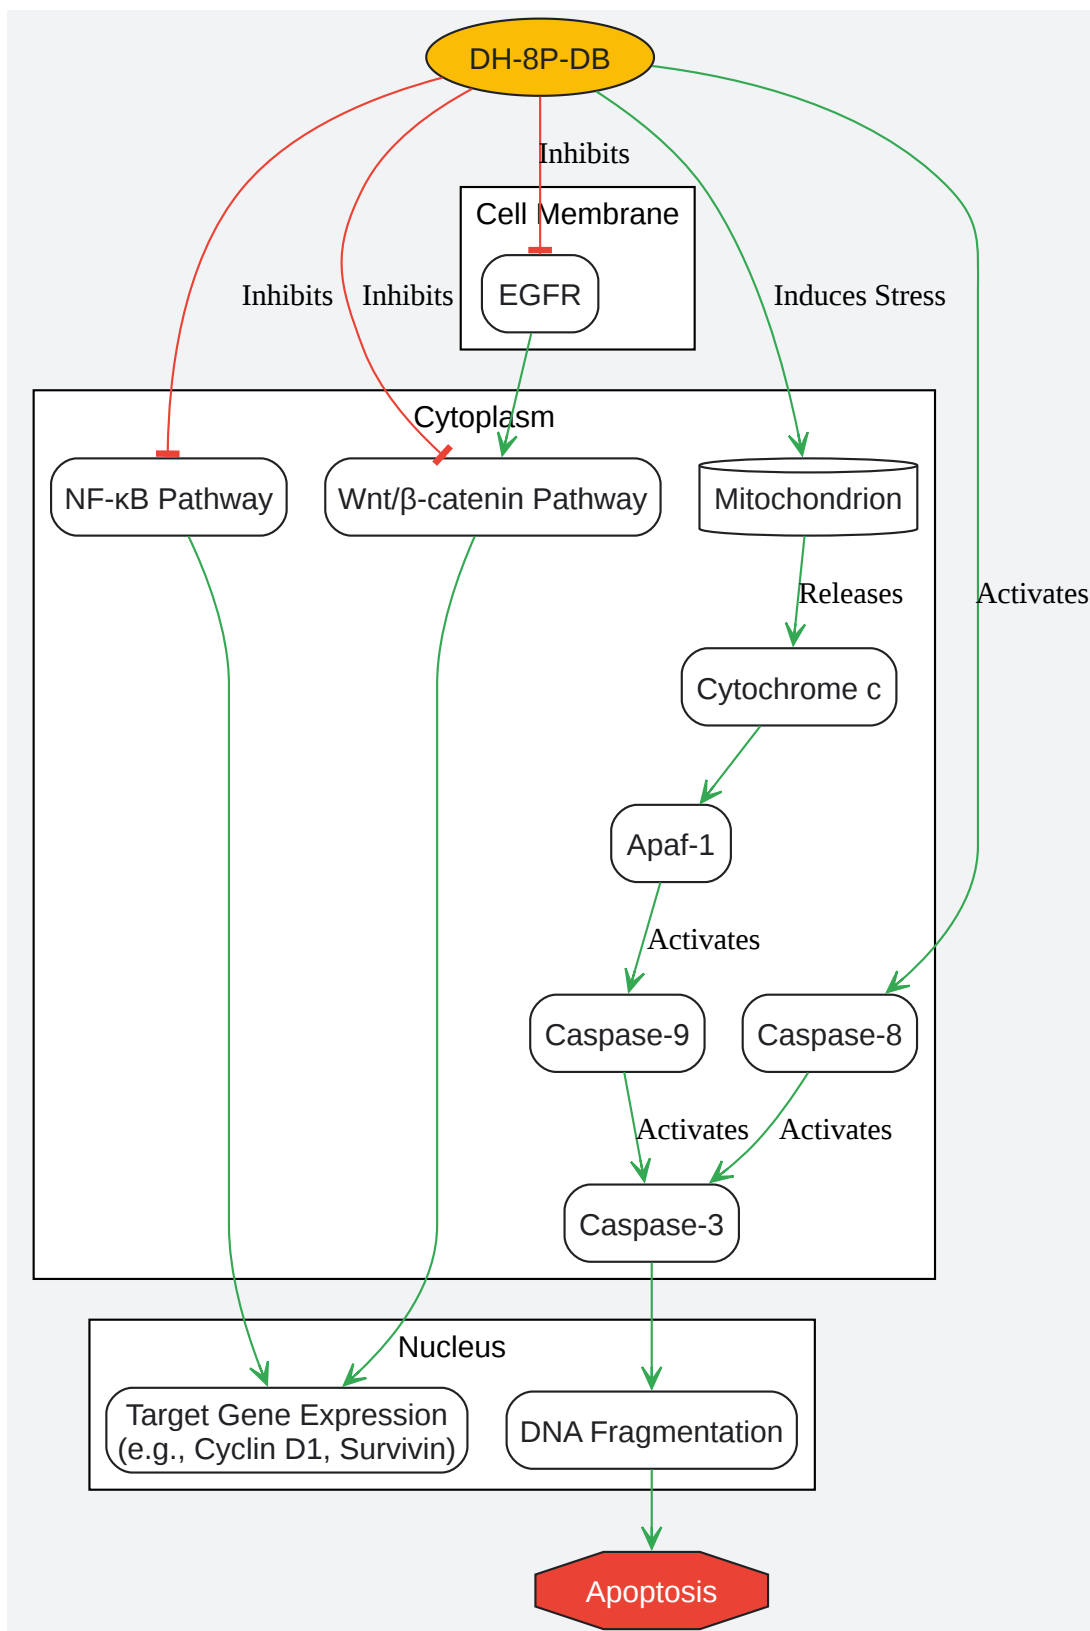 DH-8P-DB
Inhibits
Cell Membrane
EGFR
Inhibits
Inhibits
Induces Stress
Cytoplasm
NF-κB Pathway
Wnt/β-catenin Pathway
Mitochondrion
Releases
Activates
Cytochrome c
Apaf-1
Activates
Caspase-9
Caspase-8
Activates
Activates
Caspase-3
Nucleus
Target Gene Expression
(e.g., Cyclin D1, Survivin)
DNA Fragmentation
Apoptosis